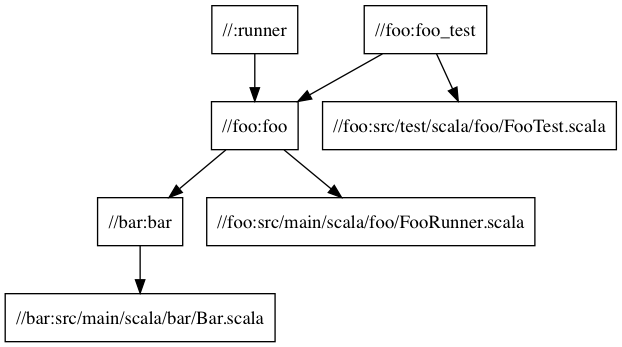 //:runner
//foo:foo_test
//foo:foo
//foo:src/test/scala/foo/FooTest.scala
//bar:bar
//foo:src/main/scala/foo/FooRunner.scala
//bar:src/main/scala/bar/Bar.scala